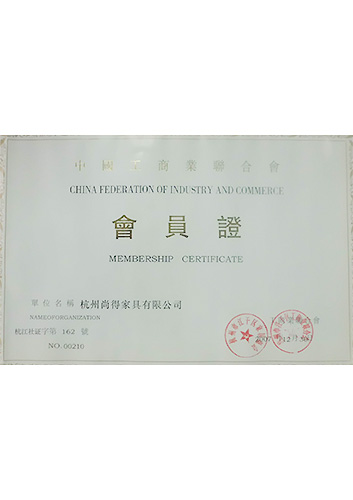 中國工商業聯合會
CHINA FEDERATION OF INDUSTRY AND COMMERCE
會員證
MEMBERSHIP CERTIFICATE
單位名稱 杭州尚得家具有限公司
NAMEOFORGANIZATION
杭江社证字第 162 號
NO.00210